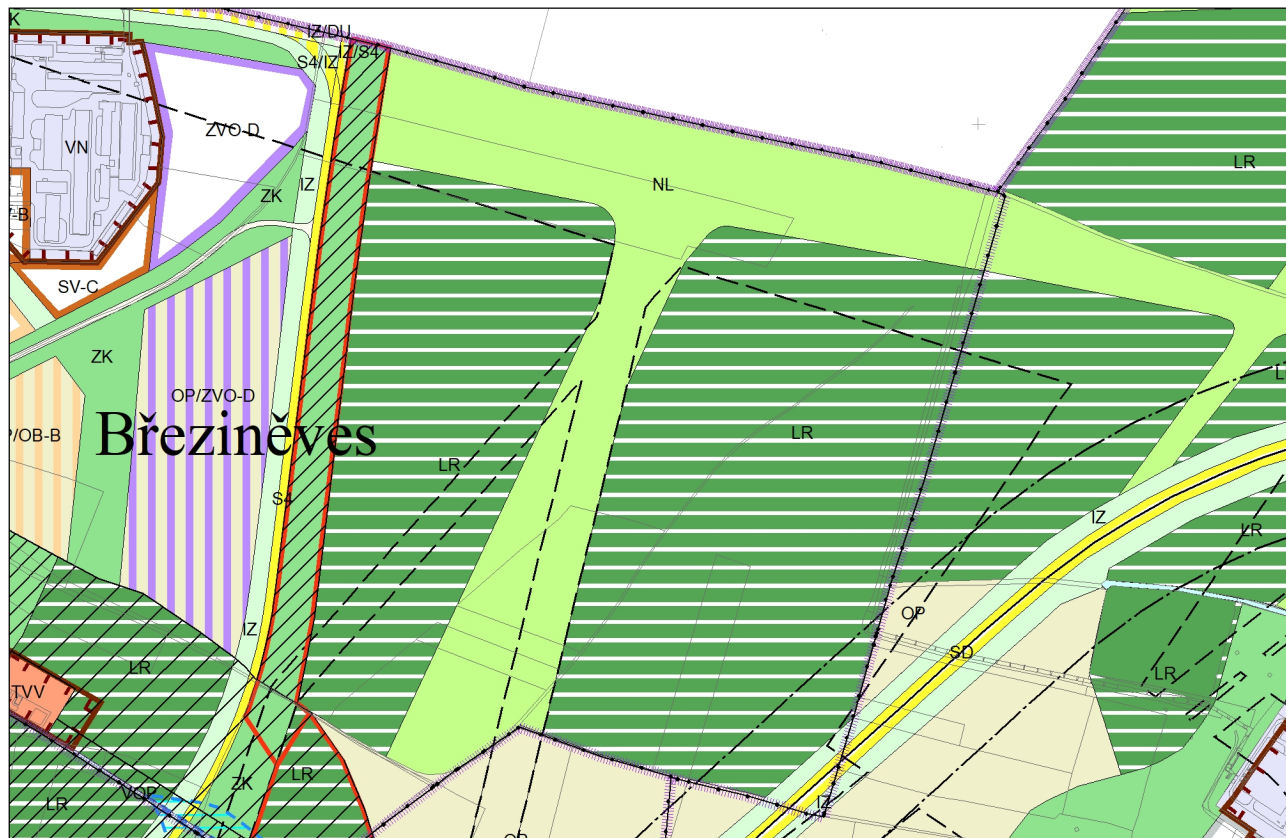 K
IZ/DU
IZ/S4
S4/IZ
ZVO-D
VN
LR
NL
IZ
ZK
SV-C
ZK
OP/ZVO-D
/OB-B
Březiněves
LR
LR
S4
IZ
LR
OP
IZ
SD
LR
LR
TVV
LR
ZK
VOP
LR
IZ
OP